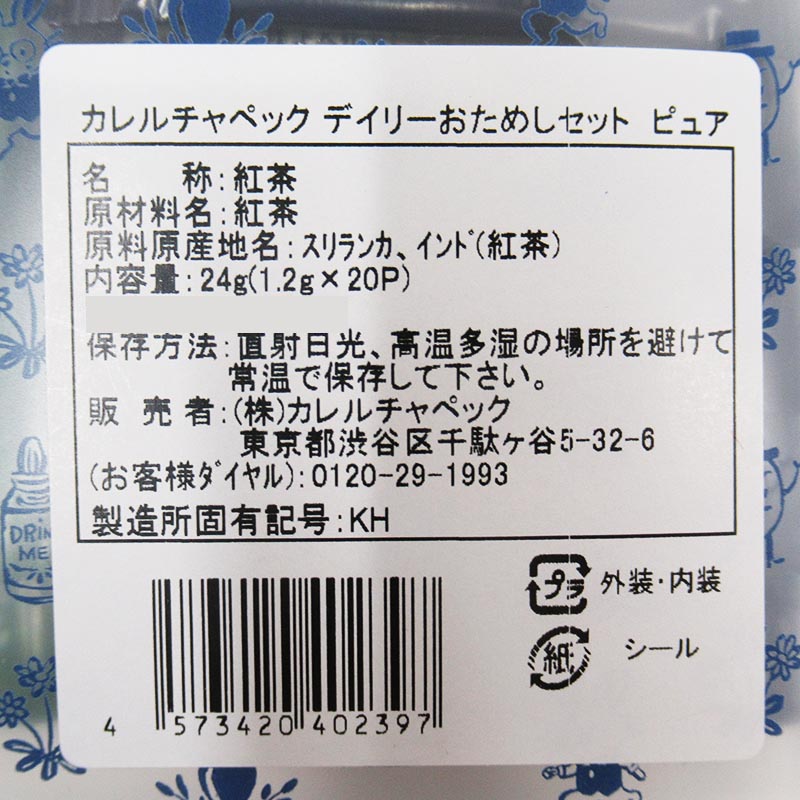 カレルチャペック デイリーおためしセット ピュア
名 称:紅茶
原材料名:紅茶
原料原産地名:スリランカ、インド(紅茶)
内容量:24g(1.2g×20P)
保存方法:直射日光、高温多湿の場所を避けて
常温で保存して下さい。
販売者:(株)カレルチャペック
東京都渋谷区千駄ヶ谷5-32-6
(お客様ダイヤル):0120-29-1993
製造所固有記号:KH
プラ 外装・内装
紙 シール
4 573420 402397
DRIN
ME